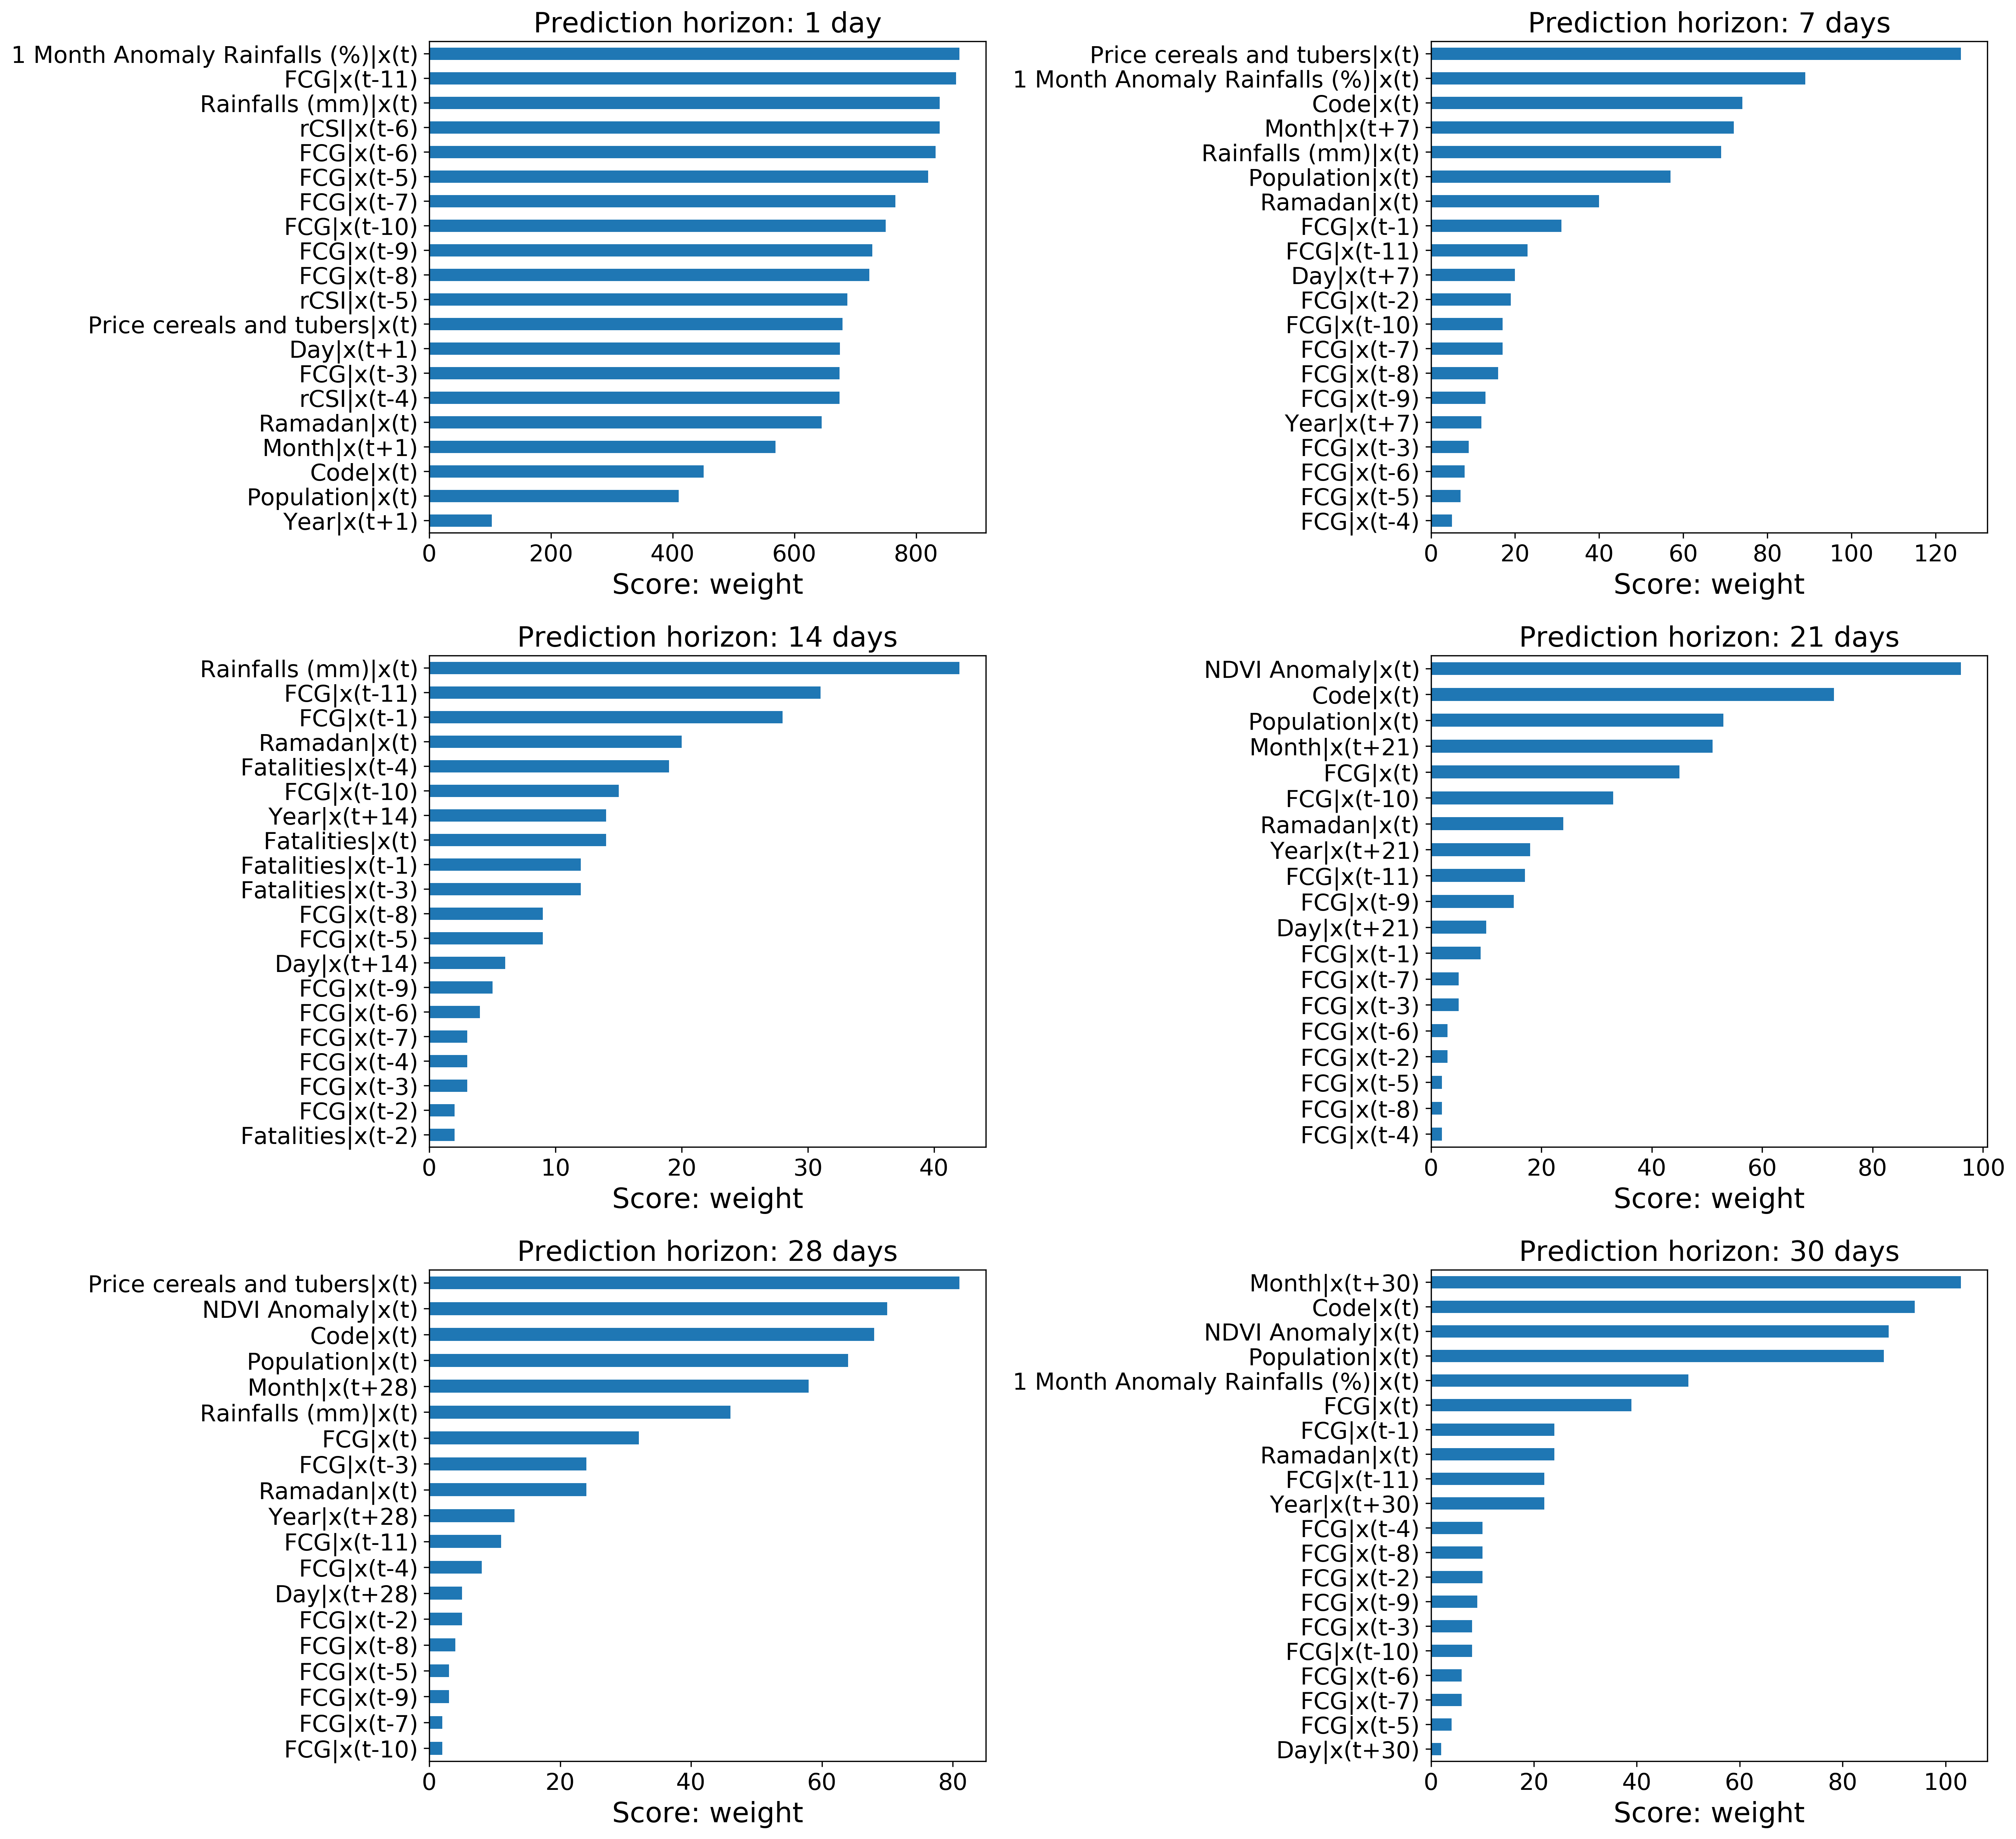 Prediction horizon: 1 day
1 Month Anomaly Rainfalls (%)|x(t)
FCG|x(t-11)
Rainfalls (mm)|x(t)
rCSI|x(t-6)
FCG|x(t-6)
FCG|x(t-5)
FCG|x(t-7)
FCG|x(t-10)
FCG|x(t-9)
FCG|x(t-8)
rCSI|x(t-5)
Price cereals and tubers|x(t)
Day|x(t+1)
FCG|x(t-3)
rCSI|x(t-4)
Ramadan|x(t)
Month|x(t+1)
Code|x(t)
Population|x(t)
Year|x(t+1)
0 200 400 600 800
Score: weight
Prediction horizon: 7 days
Price cereals and tubers|x(t)
1 Month Anomaly Rainfalls (%)|x(t)
Code|x(t)
Month|x(t+7)
Rainfalls (mm)|x(t)
Population|x(t)
Ramadan|x(t)
FCG|x(t-1)
FCG|x(t-11)
Day|x(t+7)
FCG|x(t-2)
FCG|x(t-10)
FCG|x(t-7)
FCG|x(t-8)
FCG|x(t-9)
Year|x(t+7)
FCG|x(t-3)
FCG|x(t-6)
FCG|x(t-5)
FCG|x(t-4)
0 20 40 60 80 100 120
Score: weight
Prediction horizon: 14 days
Rainfalls (mm)|x(t)
FCG|x(t-11)
FCG|x(t-1)
Ramadan|x(t)
Fatalities|x(t-4)
FCG|x(t-10)
Year|x(t+14)
Fatalities|x(t)
Fatalities|x(t-1)
Fatalities|x(t-3)
FCG|x(t-8)
FCG|x(t-5)
Day|x(t+14)
FCG|x(t-9)
FCG|x(t-6)
FCG|x(t-7)
FCG|x(t-4)
FCG|x(t-3)
FCG|x(t-2)
Fatalities|x(t-2)
0 10 20 30 40
Score: weight
Prediction horizon: 21 days
NDVI Anomaly|x(t)
Code|x(t)
Population|x(t)
Month|x(t+21)
FCG|x(t)
FCG|x(t-10)
Ramadan|x(t)
Year|x(t+21)
FCG|x(t-11)
FCG|x(t-9)
Day|x(t+21)
FCG|x(t-1)
FCG|x(t-7)
FCG|x(t-3)
FCG|x(t-6)
FCG|x(t-2)
FCG|x(t-5)
FCG|x(t-8)
FCG|x(t-4)
0 20 40 60 80 100
Score: weight
Prediction horizon: 28 days
Price cereals and tubers|x(t)
NDVI Anomaly|x(t)
Code|x(t)
Population|x(t)
Month|x(t+28)
Rainfalls (mm)|x(t)
FCG|x(t)
FCG|x(t-3)
Ramadan|x(t)
Year|x(t+28)
FCG|x(t-11)
FCG|x(t-4)
Day|x(t+28)
FCG|x(t-2)
FCG|x(t-8)
FCG|x(t-5)
FCG|x(t-9)
FCG|x(t-7)
FCG|x(t-10)
0 20 40 60 80
Score: weight
Prediction horizon: 30 days
Month|x(t+30)
Code|x(t)
NDVI Anomaly|x(t)
Population|x(t)
1 Month Anomaly Rainfalls (%)|x(t)
FCG|x(t)
FCG|x(t-1)
Ramadan|x(t)
FCG|x(t-11)
Year|x(t+30)
FCG|x(t-4)
FCG|x(t-8)
FCG|x(t-2)
FCG|x(t-9)
FCG|x(t-3)
FCG|x(t-10)
FCG|x(t-6)
FCG|x(t-7)
FCG|x(t-5)
Day|x(t+30)
0 20 40 60 80 100
Score: weight